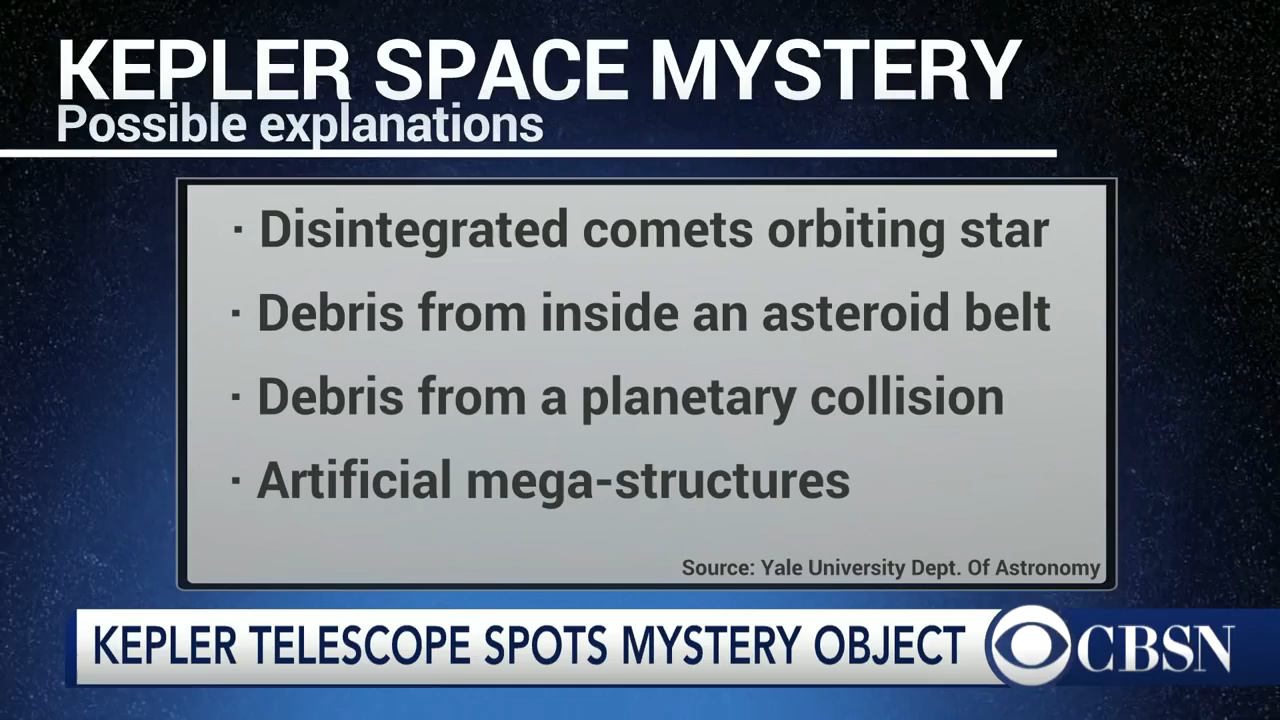 KEPLER SPACE MYSTERY
Possible explanations
· Disintegrated comets orbiting star
· Debris from inside an asteroid belt
· Debris from a planetary collision
· Artificial mega-structures
Source: Yale University Dept. Of Astronomy
KEPLER TELESCOPE SPOTS MYSTERY OBJECT
CBSN